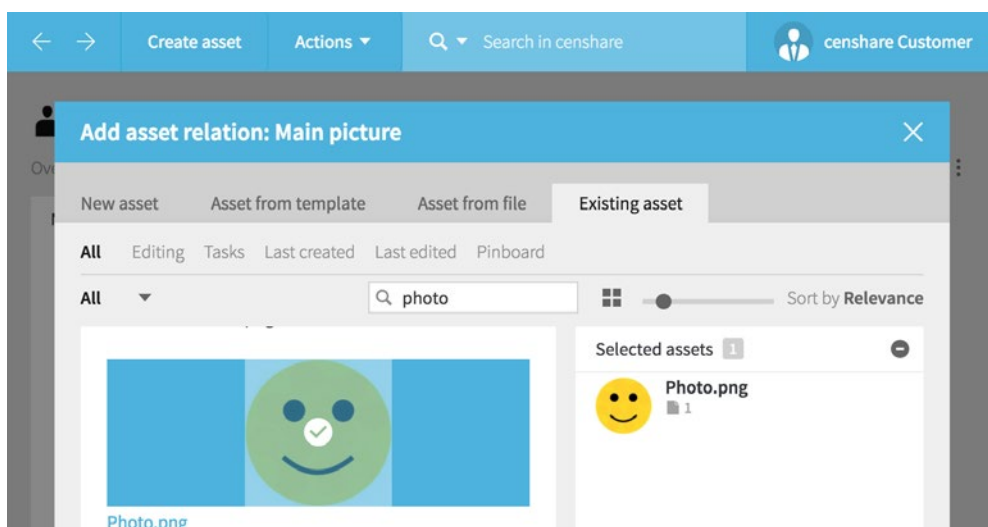 Create asset Actions Search in censhare censhare Customer
Add asset relation: Main picture
New asset Asset from template Asset from file Existing asset
All Editing Tasks Last created Last edited Pinboard
All photo Sort by Relevance
Selected assets 1
Photo.png
1
Photo.png